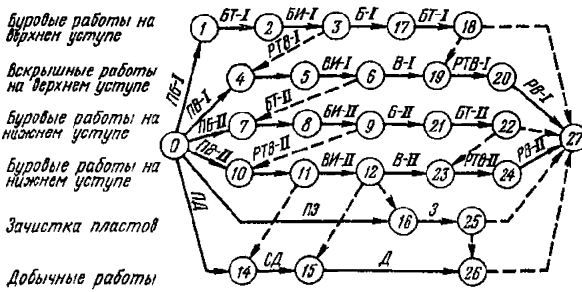 Буровые работы на
верхнем уступе
Вскрышные работы
на верхнем уступе
Буровые работы на
нижнем уступе
Буровые работы на
нижнем уступе
Зачистка пластов
Добычные работы
1 БТ-I 2 БИ-I 3 Б-I 17 БТ-I 18
ПБ-I
РТВ-I
4 5 ВИ-I 6 В-I 19 РТВ-I 20
ПВ-I
БТ-II
РВ-I
ПБ-II 7 8 БИ-II 9 Б-II 21 БТ-II 22
0
27
ПВ-II
РТВ-II
10 11 ВИ-II 12 В-II 23 РТВ-II 24
РВ-II
ПД
ПЗ 16 З 25
14 СД 15 Д 26